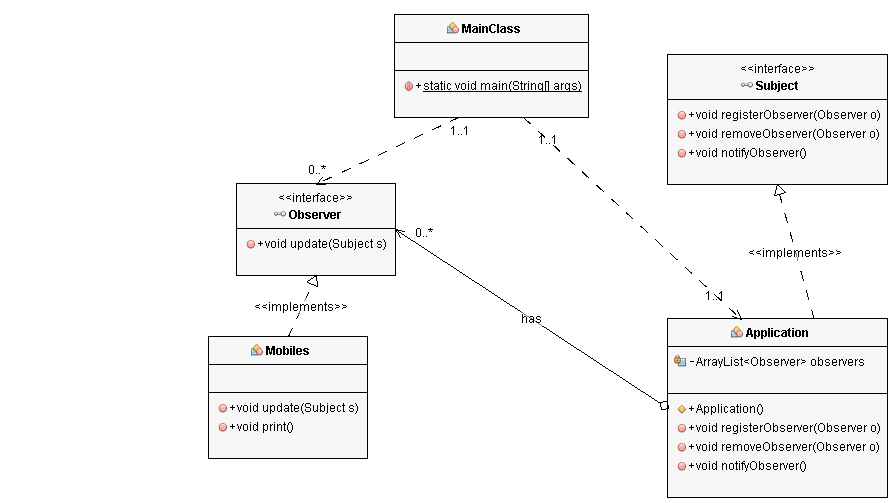 MainClass
+static void main(String[] args)
1..1
1..1
0..*
<<interface>>
Observer
+void update(Subject s)
<<implements>>
Mobiles
+void update(Subject s)
+void print()
<<interface>>
Subject
+void registerObserver(Observer o)
+void removeObserver(Observer o)
+void notifyObserver()
<<implements>>
0..*
has
1..1
Application
-ArrayList<Observer> observers
+Application()
+void registerObserver(Observer o)
+void removeObserver(Observer o)
+void notifyObserver()